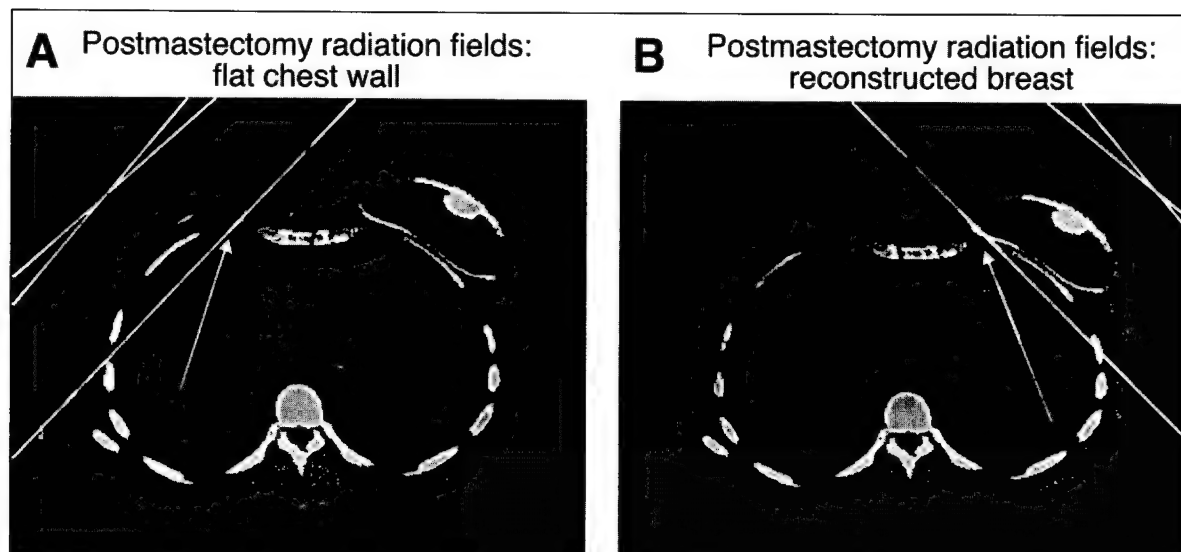 A Postmastectomy radiation fields:
flat chest wall
B Postmastectomy radiation fields:
reconstructed breast